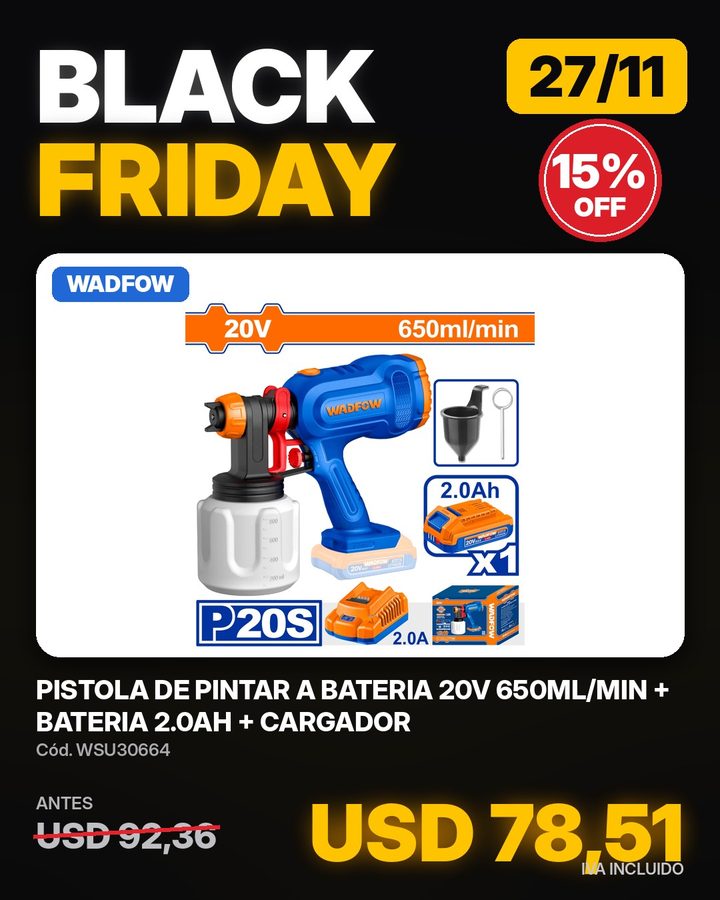 BLACK
FRIDAY
27/11
15%
OFF
WADFOW
20V
650ml/min
WADFOW
2.0Ah
x1
P20S
2.0A
WADFOW
PISTOLA DE PINTAR A BATERIA 20V 650ML/MIN +
BATERIA 2.0AH + CARGADOR
Cód. WSU30664
ANTES
USD 92,36
USD 78,51
IVA INCLUIDO